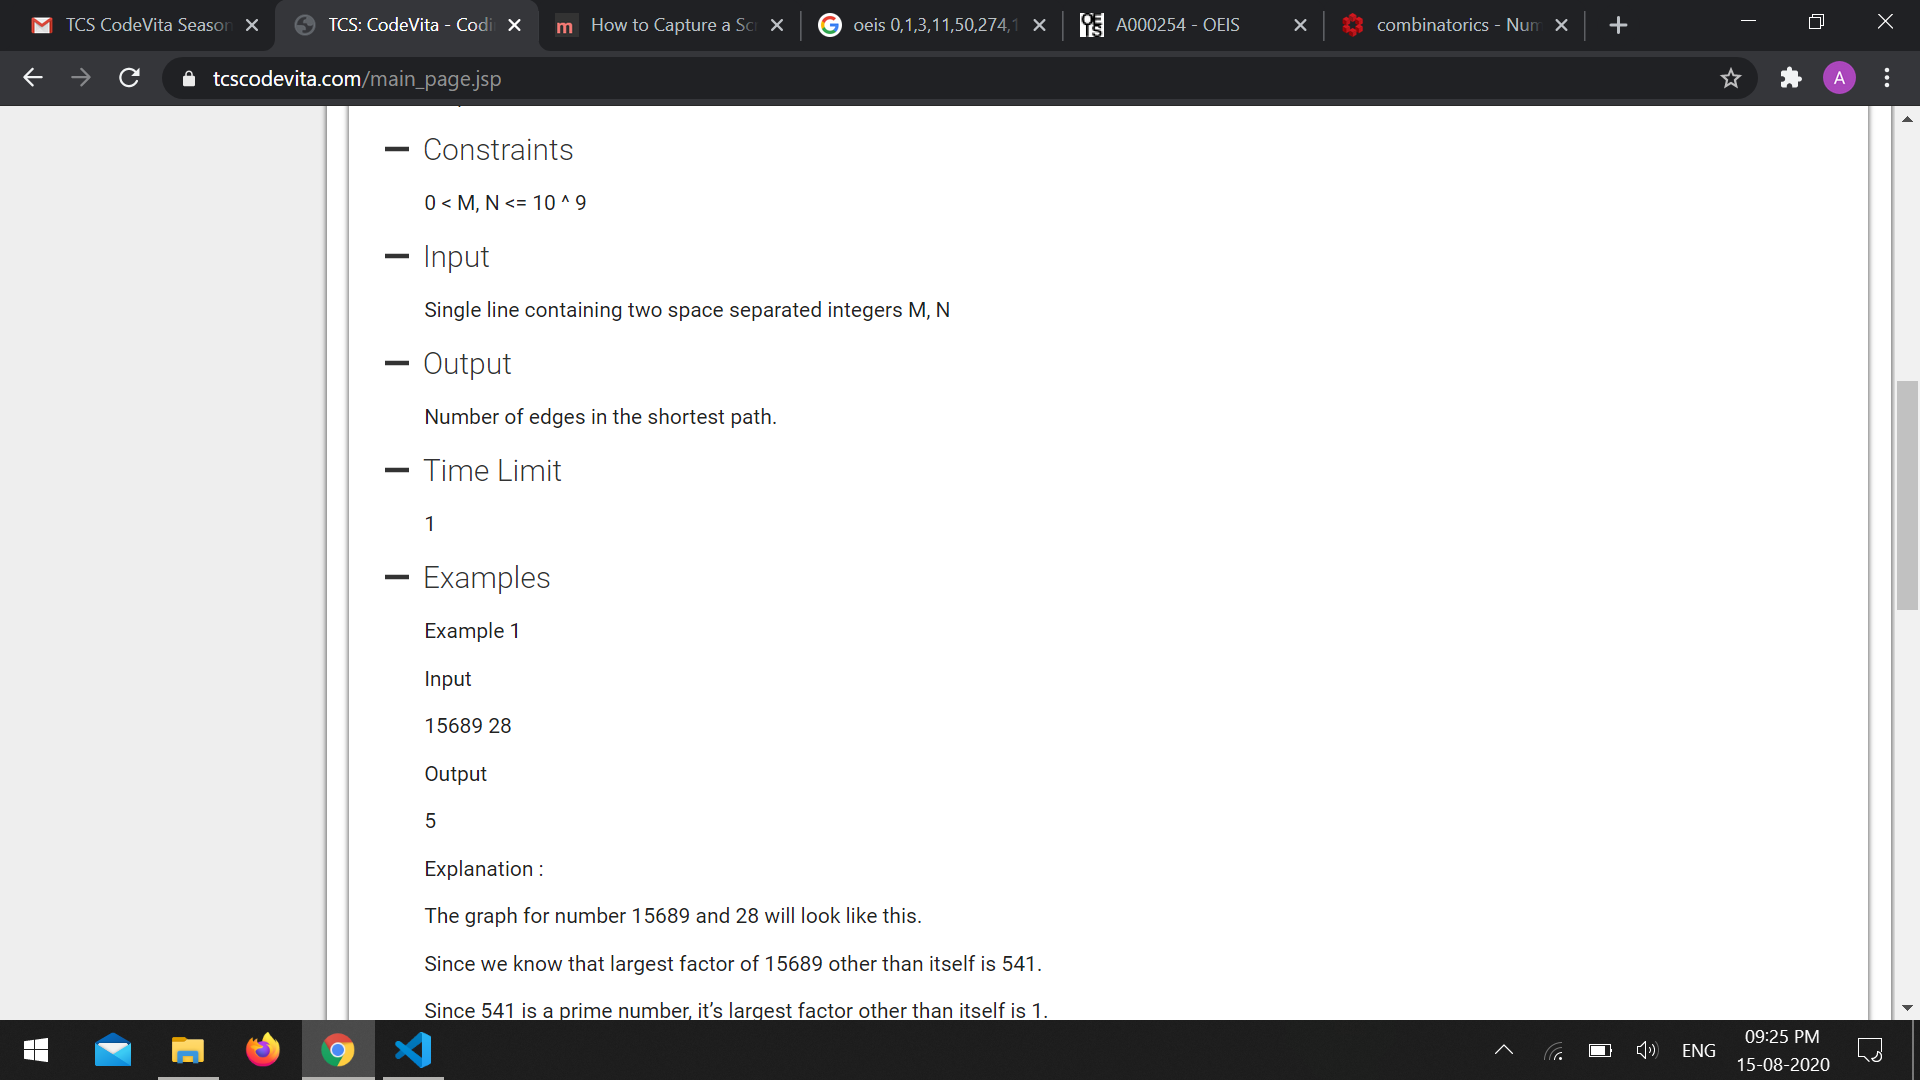 TCS CodeVita Season
TCS: CodeVita - Codi
m How to Capture a Sc
oeis 0,1,3,11,50,274,1
OEIS A000254 - OEIS
combinatorics - Num
tcscodevita.com/main_page.jsp
A
Constraints
0 < M, N <= 10 ^ 9
Input
Single line containing two space separated integers M, N
Output
Number of edges in the shortest path.
Time Limit
1
Examples
Example 1
Input
15689 28
Output
5
Explanation :
The graph for number 15689 and 28 will look like this.
Since we know that largest factor of 15689 other than itself is 541.
Since 541 is a prime number, it’s largest factor other than itself is 1.
ENG
09:25 PM
15-08-2020